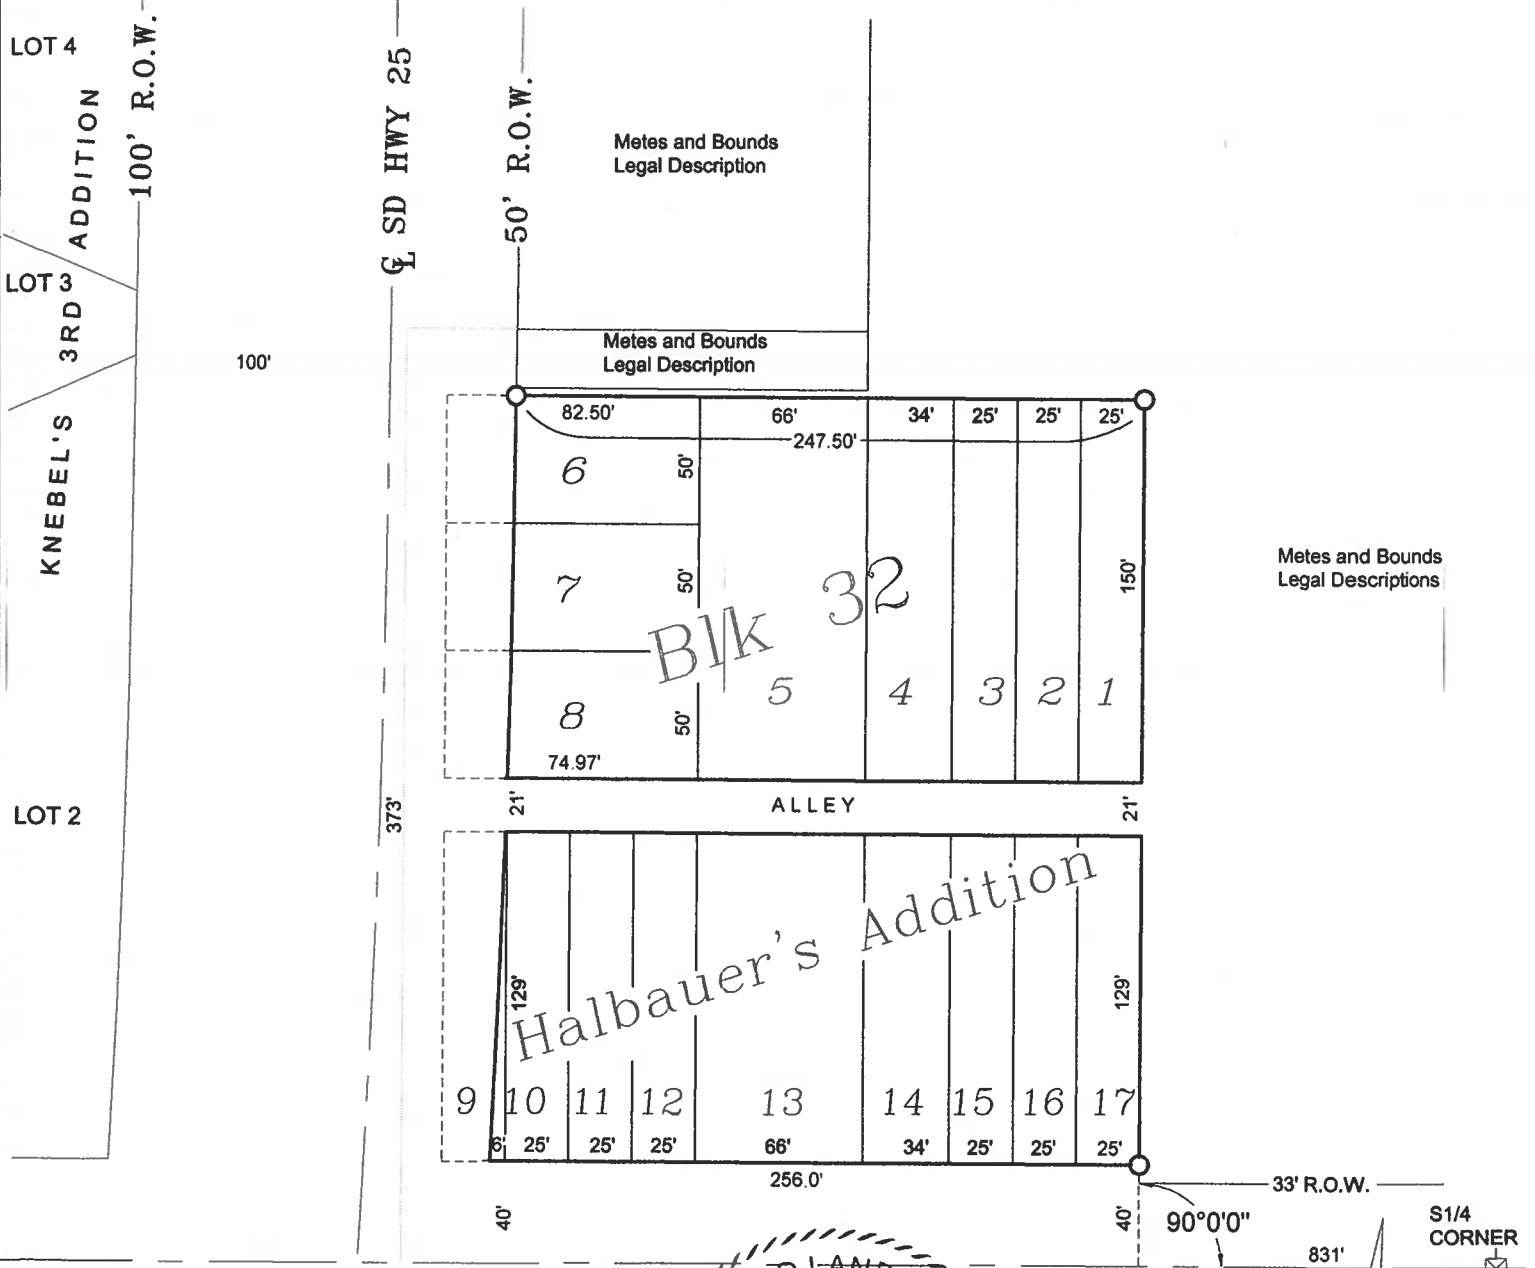 LOT 4
100' R.O.W.
℄ SD HWY 25
50' R.O.W.
Metes and Bounds
Legal Description
KNEBEL'S 3RD ADDITION
LOT 3
100'
Metes and Bounds
Legal Description
82.50'
66'
34'
25'
25'
25'
247.50'
6
50'
7
50'
Blk 32
150'
Metes and Bounds
Legal Descriptions
8
50'
5
4
3
2
1
74.97'
LOT 2
373'
21'
ALLEY
21'
Halbauer's Addition
129'
129'
9
10
11
12
13
14
15
16
17
6'
25'
25'
25'
66'
34'
25'
25'
25'
256.0'
33' R.O.W.
40'
40'
90°0'0"
S1/4
CORNER
831'
LAND